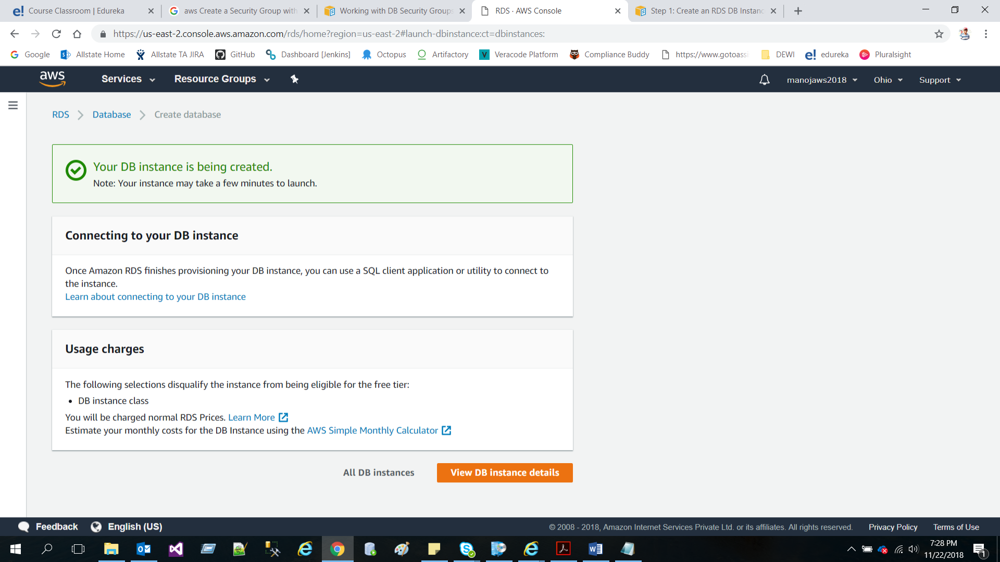 Course Classroom | Edureka
aws Create a Security Group with
Working with DB Security Groups
RDS · AWS Console
Step 1: Create an RDS DB Instanc
https://us-east-2.console.aws.amazon.com/rds/home?region=us-east-2#launch-dbinstance:ct=dbinstances:
Google
Allstate Home
Allstate TA JIRA
GitHub
Dashboard [Jenkins]
Octopus
Artifactory
Veracode Platform
Compliance Buddy
https://www.gotoassi
DEWI
edureka
Pluralsight
aws
Services
Resource Groups
manojaws2018
Ohio
Support
RDS
Database
Create database
Your DB instance is being created.
Note: Your instance may take a few minutes to launch.
Connecting to your DB instance
Once Amazon RDS finishes provisioning your DB instance, you can use a SQL client application or utility to connect to
the instance.
Learn about connecting to your DB instance
Usage charges
The following selections disqualify the instance from being eligible for the free tier:
• DB instance class
You will be charged normal RDS Prices. Learn More
Estimate your monthly costs for the DB Instance using the AWS Simple Monthly Calculator
All DB instances
View DB instance details
Feedback
English (US)
© 2008 - 2018, Amazon Internet Services Private Ltd. or its affiliates. All rights reserved.
Privacy Policy
Terms of Use
7:28 PM
11/22/2018
1